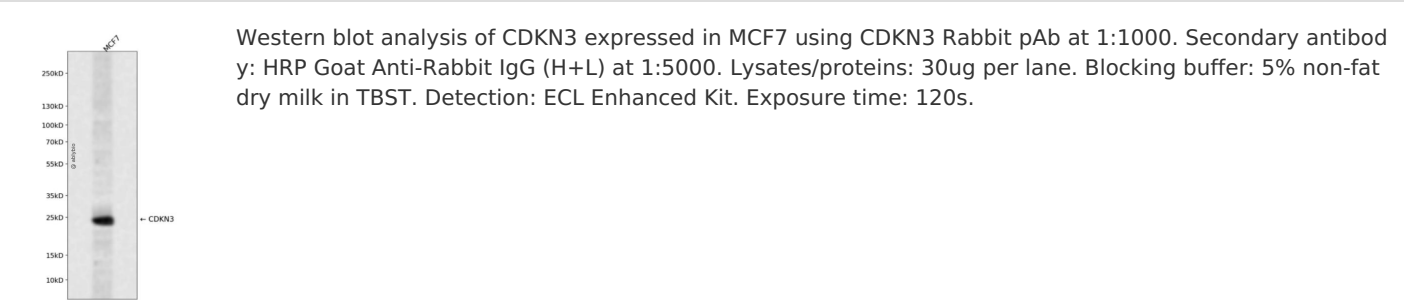 MCF7
250kD
130kD
100kD
70kD
55kD
35kD
25kD
15kD
10kD
@ ablybio
← CDKN3
Western blot analysis of CDKN3 expressed in MCF7 using CDKN3 Rabbit pAb at 1:1000. Secondary antibod
y: HRP Goat Anti-Rabbit IgG (H+L) at 1:5000. Lysates/proteins: 30ug per lane. Blocking buffer: 5% non-fat
dry milk in TBST. Detection: ECL Enhanced Kit. Exposure time: 120s.